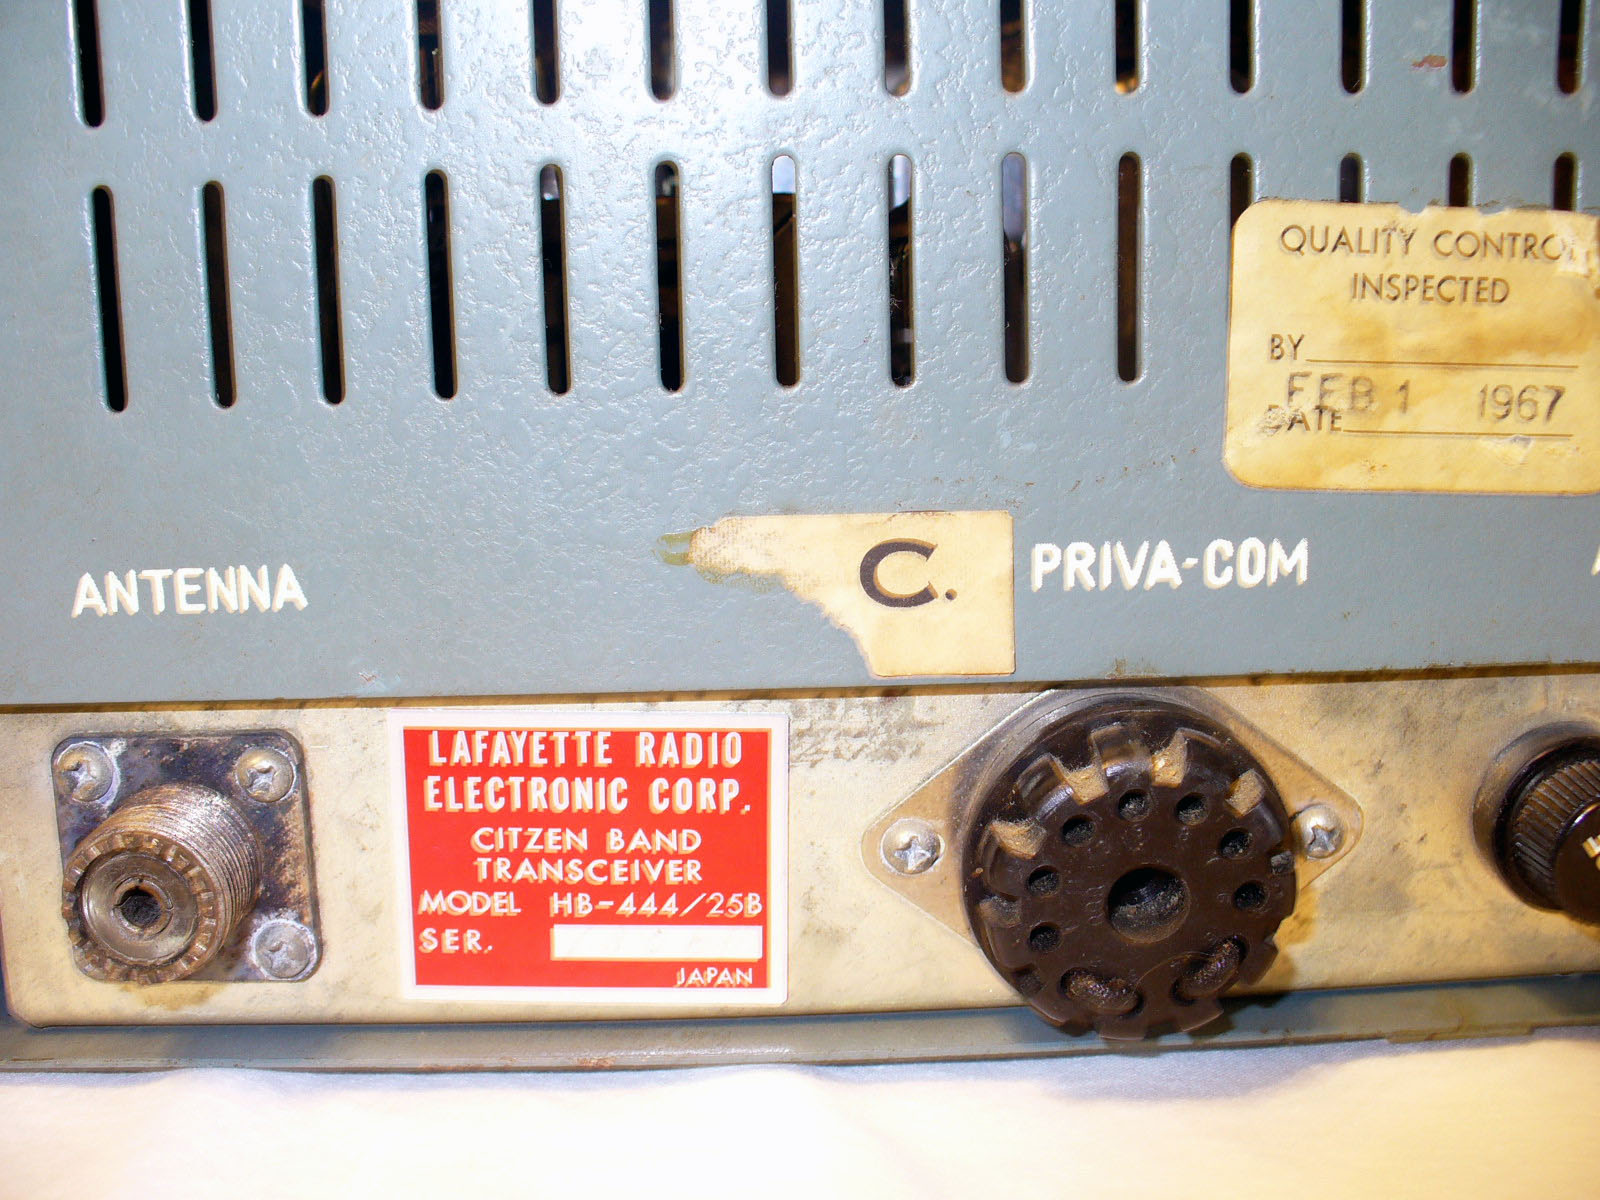 QUALITY CONTROL
INSPECTED
BY
FEB 1 1967
DATE
C.
PRIVA-COM
ANTENNA
LAFAYETTE RADIO
ELECTRONIC CORP.
CITZEN BAND
TRANSCEIVER
MODEL HB-444/25B
SER.
JAPAN